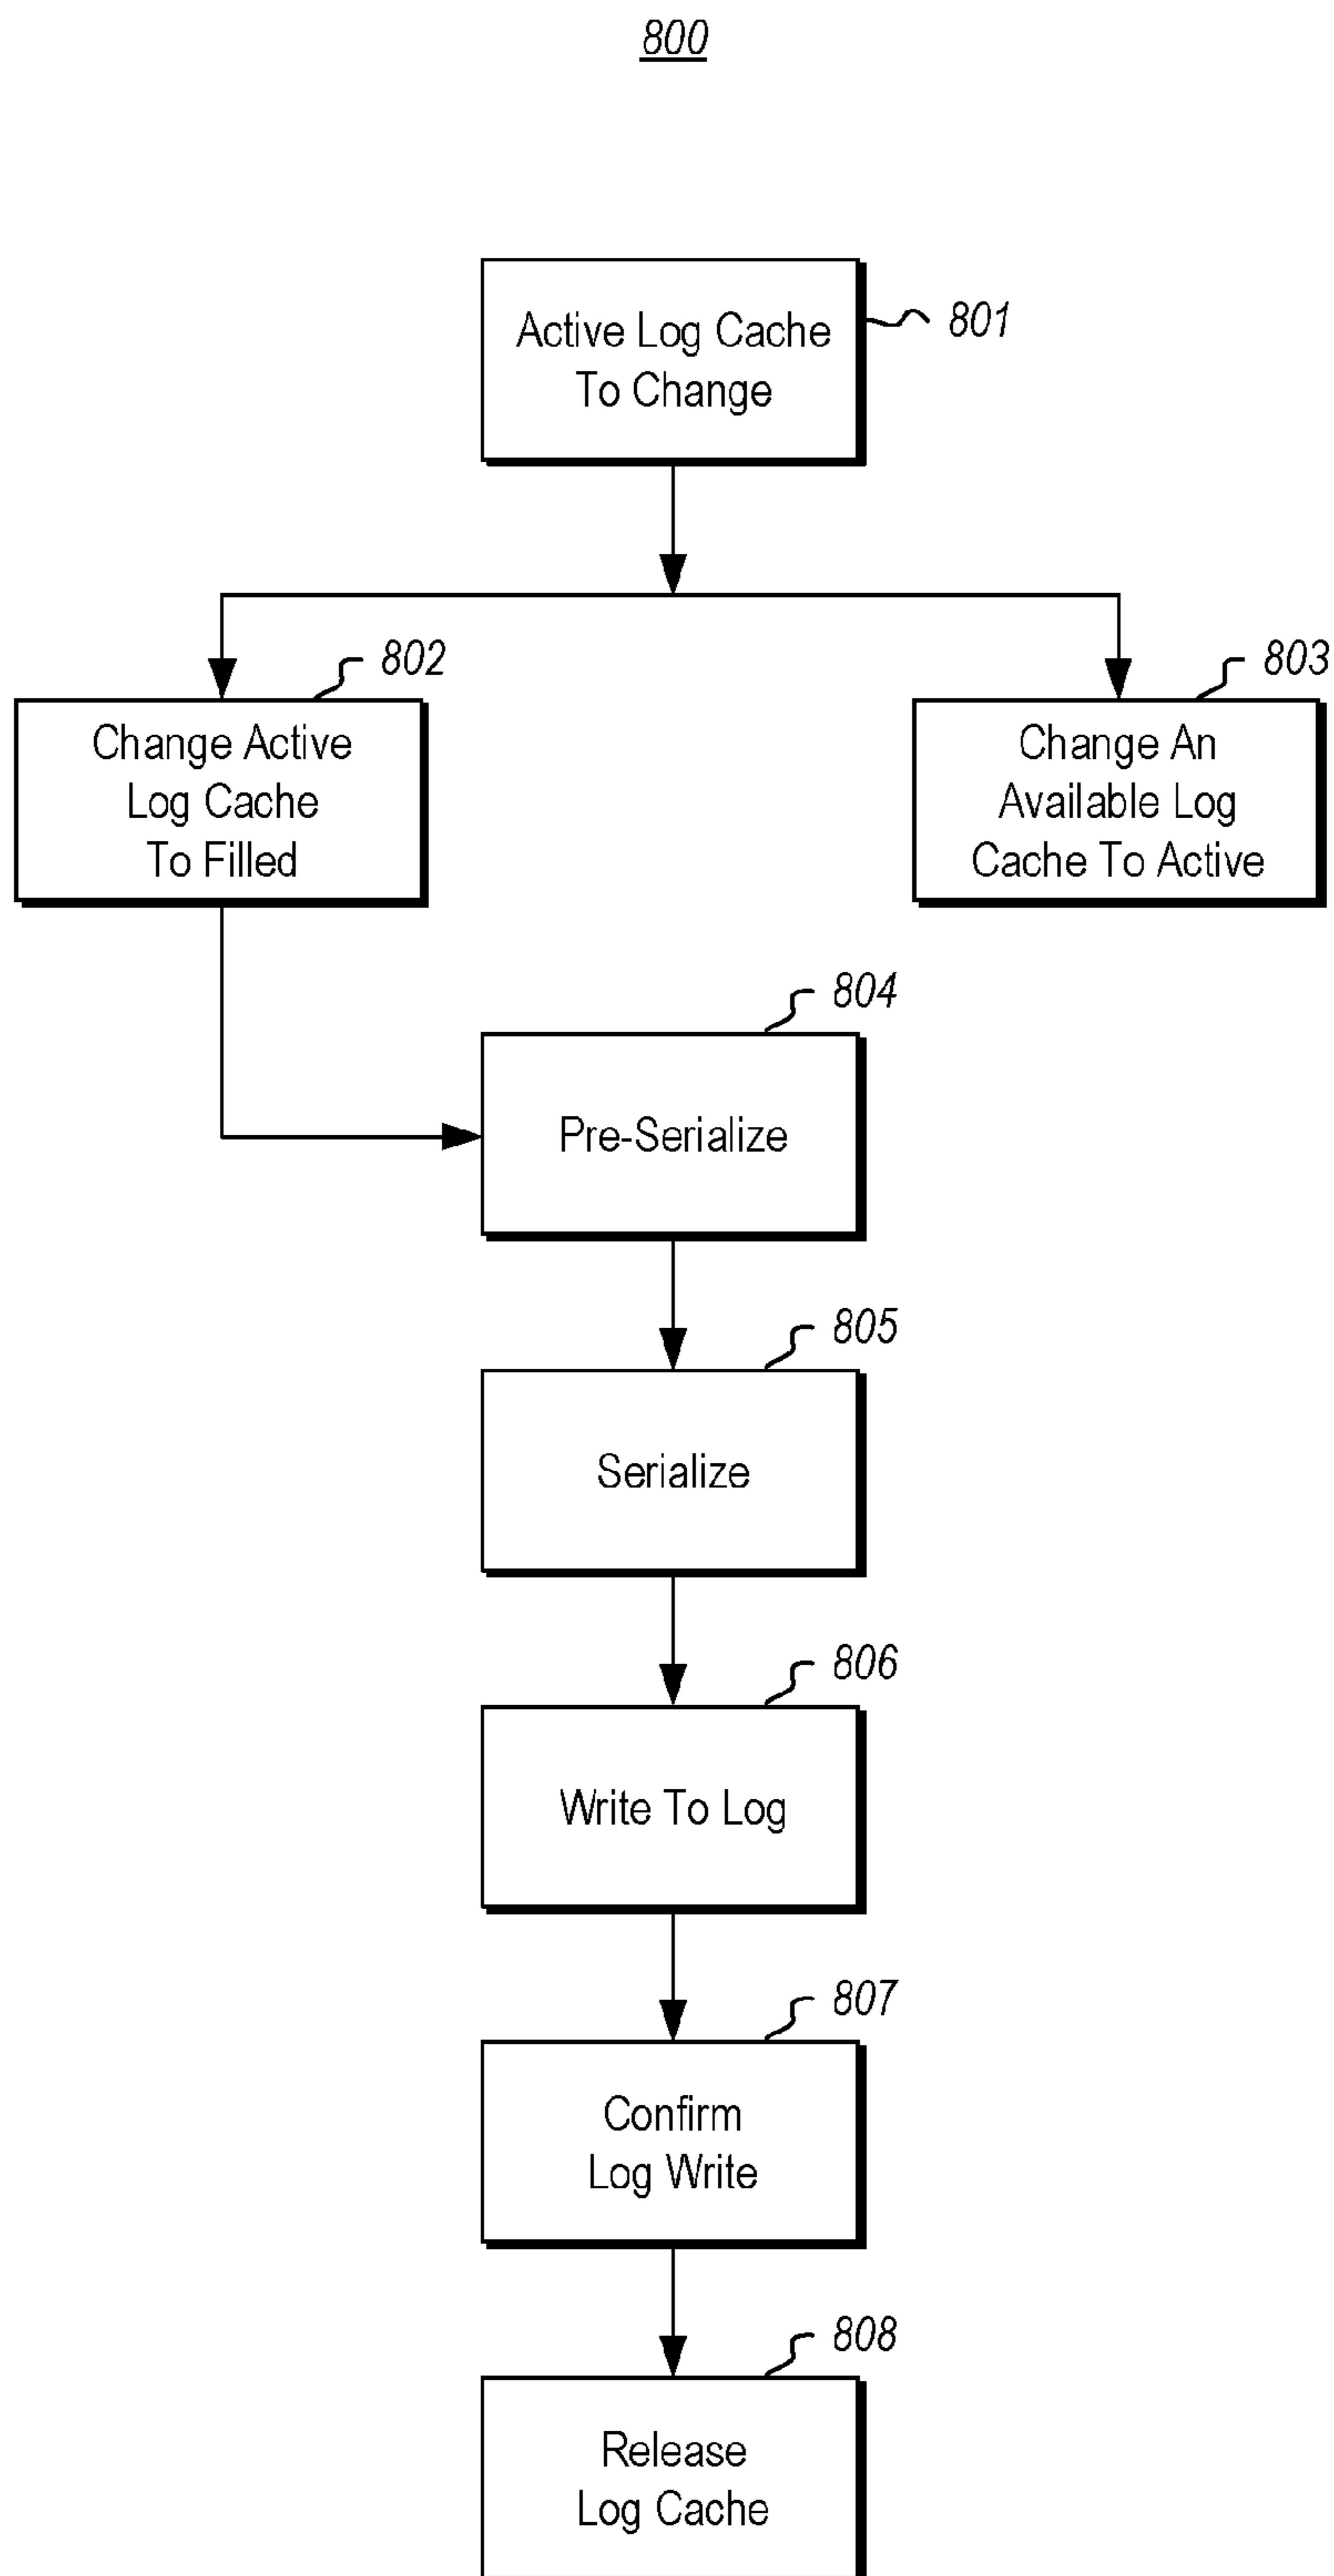 800
Active Log Cache
To Change
801
802
Change Active
Log Cache
To Filled
803
Change An
Available Log
Cache To Active
804
Pre-Serialize
805
Serialize
806
Write To Log
807
Confirm
Log Write
808
Release
Log Cache